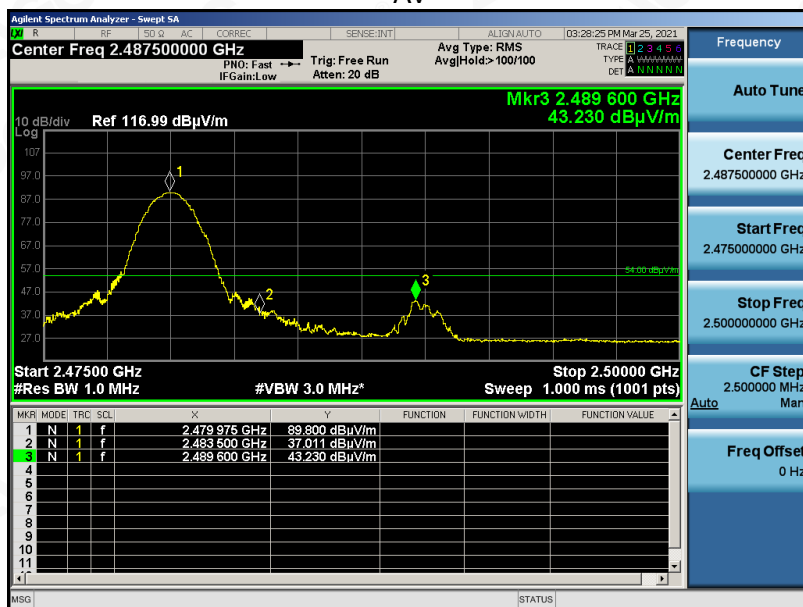 AV
Agilent Spectrum Analyzer - Swept SA
LXI R RF 50 Ω AC CORREC SENSE:INT ALIGN AUTO 03:28:25 PM Mar 25, 2021
Center Freq 2.487500000 GHz
PNO: Fast
IFGain:Low
Trig: Free Run
Atten: 20 dB
Avg Type: RMS
Avg|Hold:>100/100
TRACE 1 2 3 4 5 6
TYPE A WWWWW
DET A N N N N N
Mkr3 2.489 600 GHz
43.230 dBµV/m
10 dB/div Ref 116.99 dBµV/m
Log
107
97.0
87.0
77.0
67.0
57.0
47.0
37.0
27.0
1
2
3
54.00 dBµV/m
Start 2.47500 GHz Stop 2.50000 GHz
#Res BW 1.0 MHz #VBW 3.0 MHz* Sweep 1.000 ms (1001 pts)
MKR MODE TRC SCL X Y FUNCTION FUNCTION WIDTH FUNCTION VALUE
1 N 1 f 2.479 975 GHz 89.800 dBµV/m
2 N 1 f 2.483 500 GHz 37.011 dBµV/m
3 N 1 f 2.489 600 GHz 43.230 dBµV/m
4
5
6
7
8
9
10
11
MSG STATUS
Frequency
Auto Tune
Center Freq
2.487500000 GHz
Start Freq
2.475000000 GHz
Stop Freq
2.500000000 GHz
CF Step
2.500000 MHz
Auto Man
Freq Offset
0 Hz